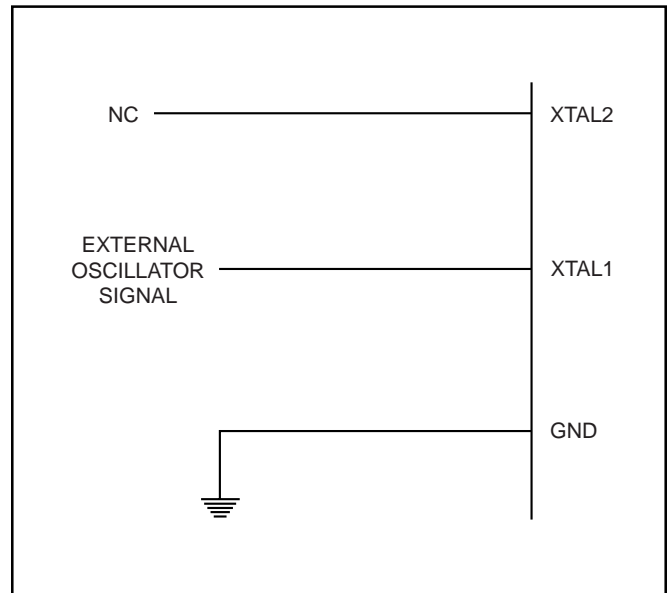 NC
XTAL2
EXTERNAL
OSCILLATOR
SIGNAL
XTAL1
GND